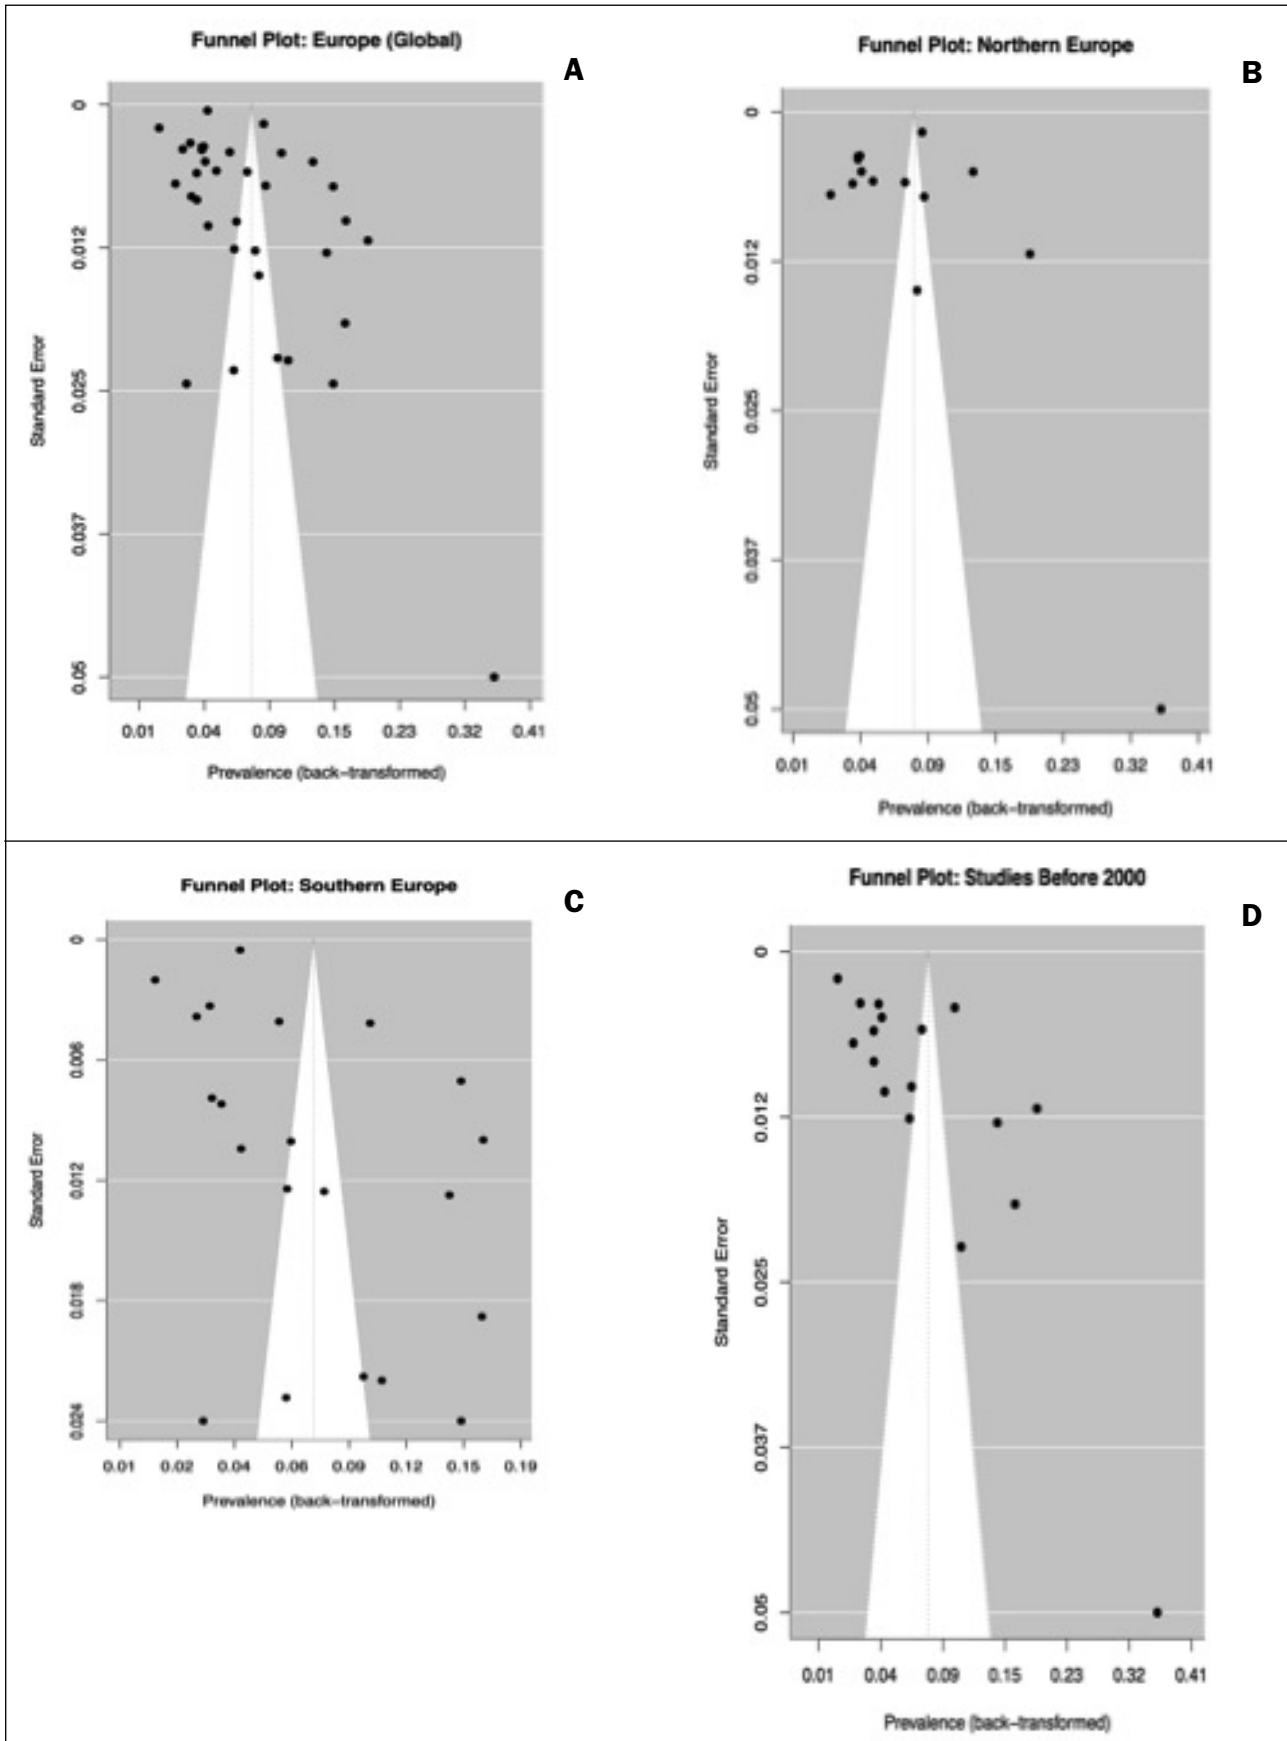 Funnel Plot: Europe (Global)
A
0
0.012
0.025
0.037
0.05
Standard Error
0.01 0.04 0.09 0.15 0.23 0.32 0.41
Prevalence (back-transformed)
Funnel Plot: Northern Europe
B
0
0.012
0.025
0.037
0.05
Standard Error
0.01 0.04 0.09 0.15 0.23 0.32 0.41
Prevalence (back-transformed)
Funnel Plot: Southern Europe
C
0
0.006
0.012
0.018
0.024
Standard Error
0.01 0.02 0.04 0.06 0.09 0.12 0.15 0.19
Prevalence (back-transformed)
Funnel Plot: Studies Before 2000
D
0
0.012
0.025
0.037
0.05
Standard Error
0.01 0.04 0.09 0.15 0.23 0.32 0.41
Prevalence (back-transformed)